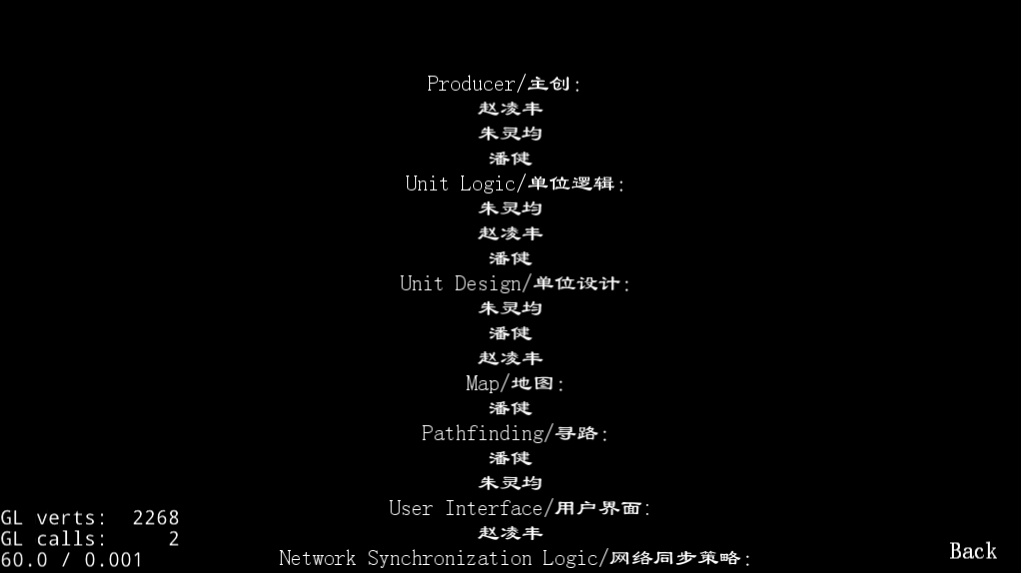 Producer/主创:
赵凌丰
朱灵均
潘健
Unit Logic/单位逻辑:
朱灵均
赵凌丰
潘健
Unit Design/单位设计:
朱灵均
潘健
赵凌丰
Map/地图:
潘健
Pathfinding/寻路:
潘健
朱灵均
User Interface/用户界面:
赵凌丰
Network Synchronization Logic/网络同步策略:
GL verts: 2268
GL calls: 2
60.0 / 0.001
Back